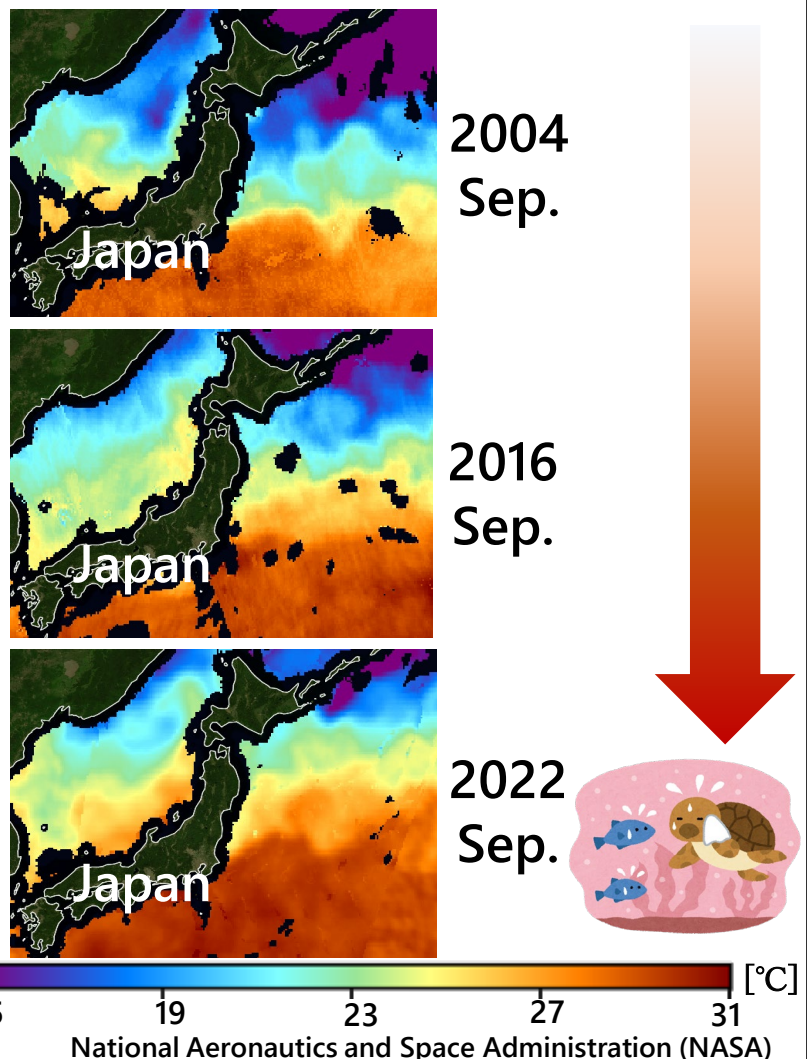 Japan
2004
Sep.
Japan
2016
Sep.
Japan
2022
Sep.
[℃]
19
23
27
31
National Aeronautics and Space Administration (NASA)